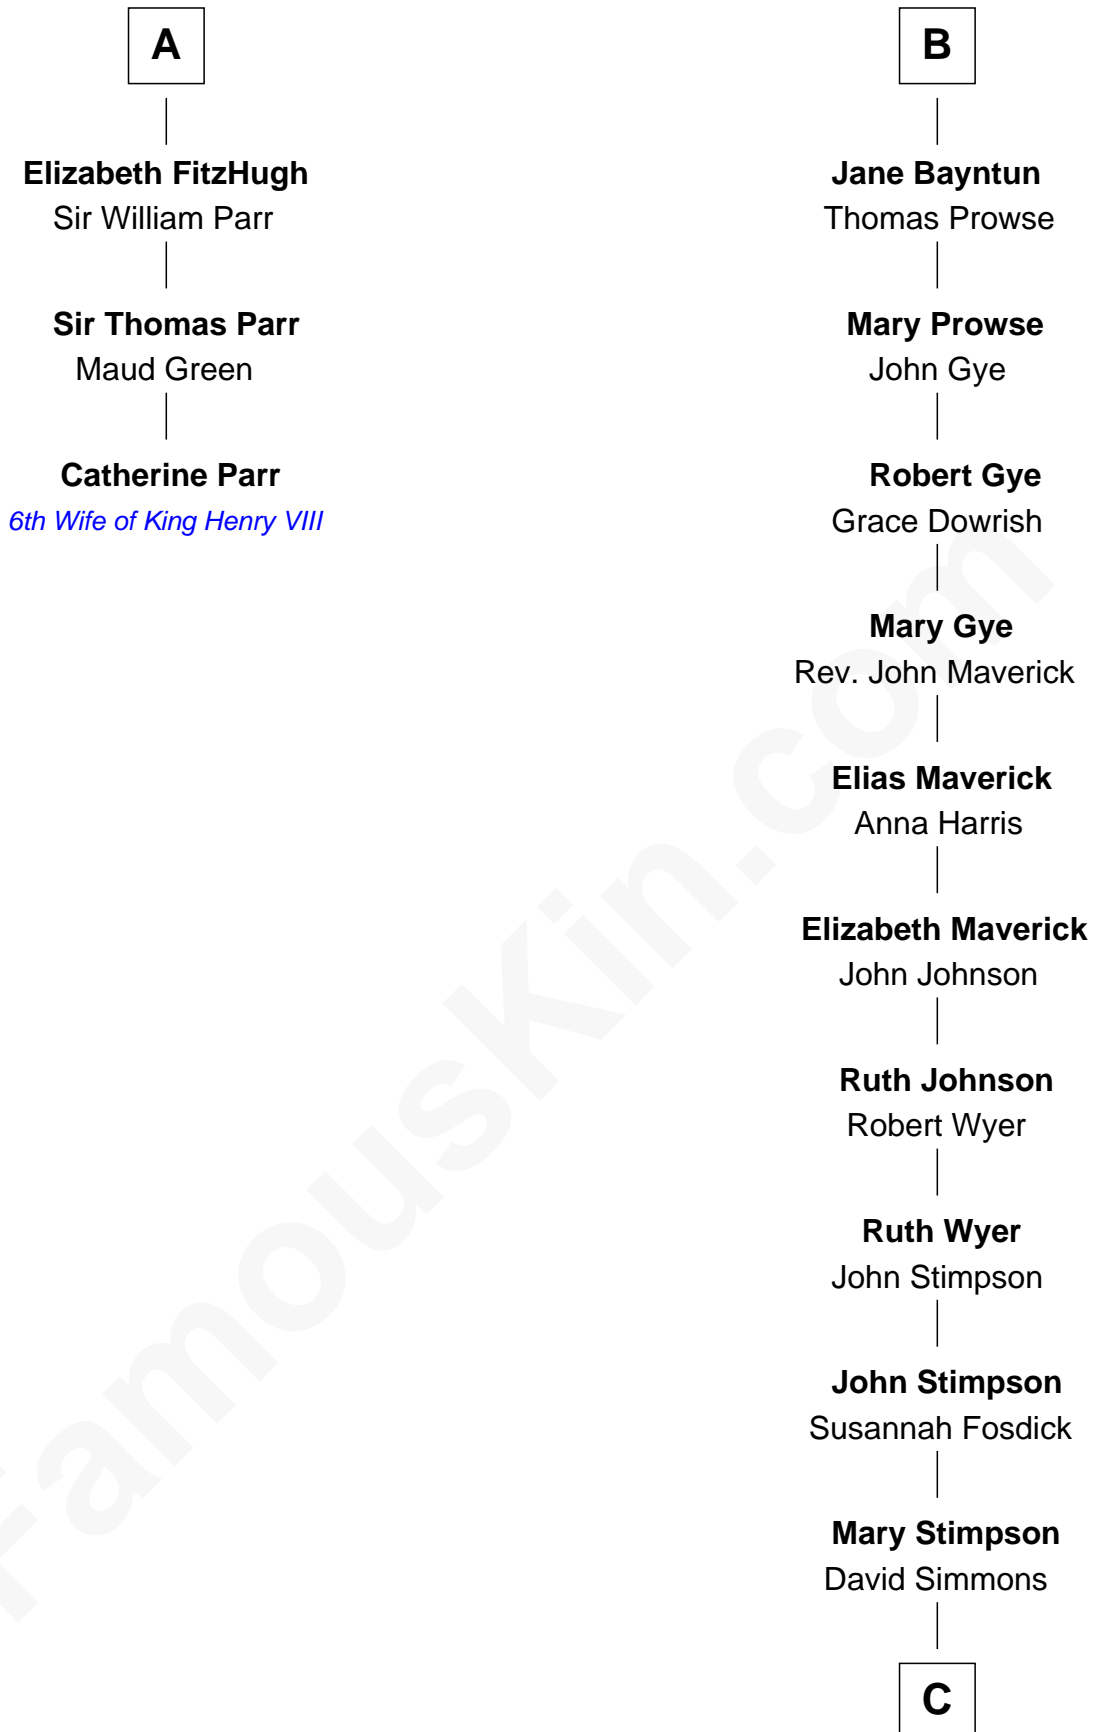 A
Elizabeth FitzHugh
Sir William Parr
Sir Thomas Parr
Maud Green
Catherine Parr
6th Wife of King Henry VIII
B
Jane Bayntun
Thomas Prowse
Mary Prowse
John Gye
Robert Gye
Grace Dowrish
Mary Gye
Rev. John Maverick
Elias Maverick
Anna Harris
Elizabeth Maverick
John Johnson
Ruth Johnson
Robert Wyer
Ruth Wyer
John Stimpson
John Stimpson
Susannah Fosdick
Mary Stimpson
David Simmons
C
FamousKin.com